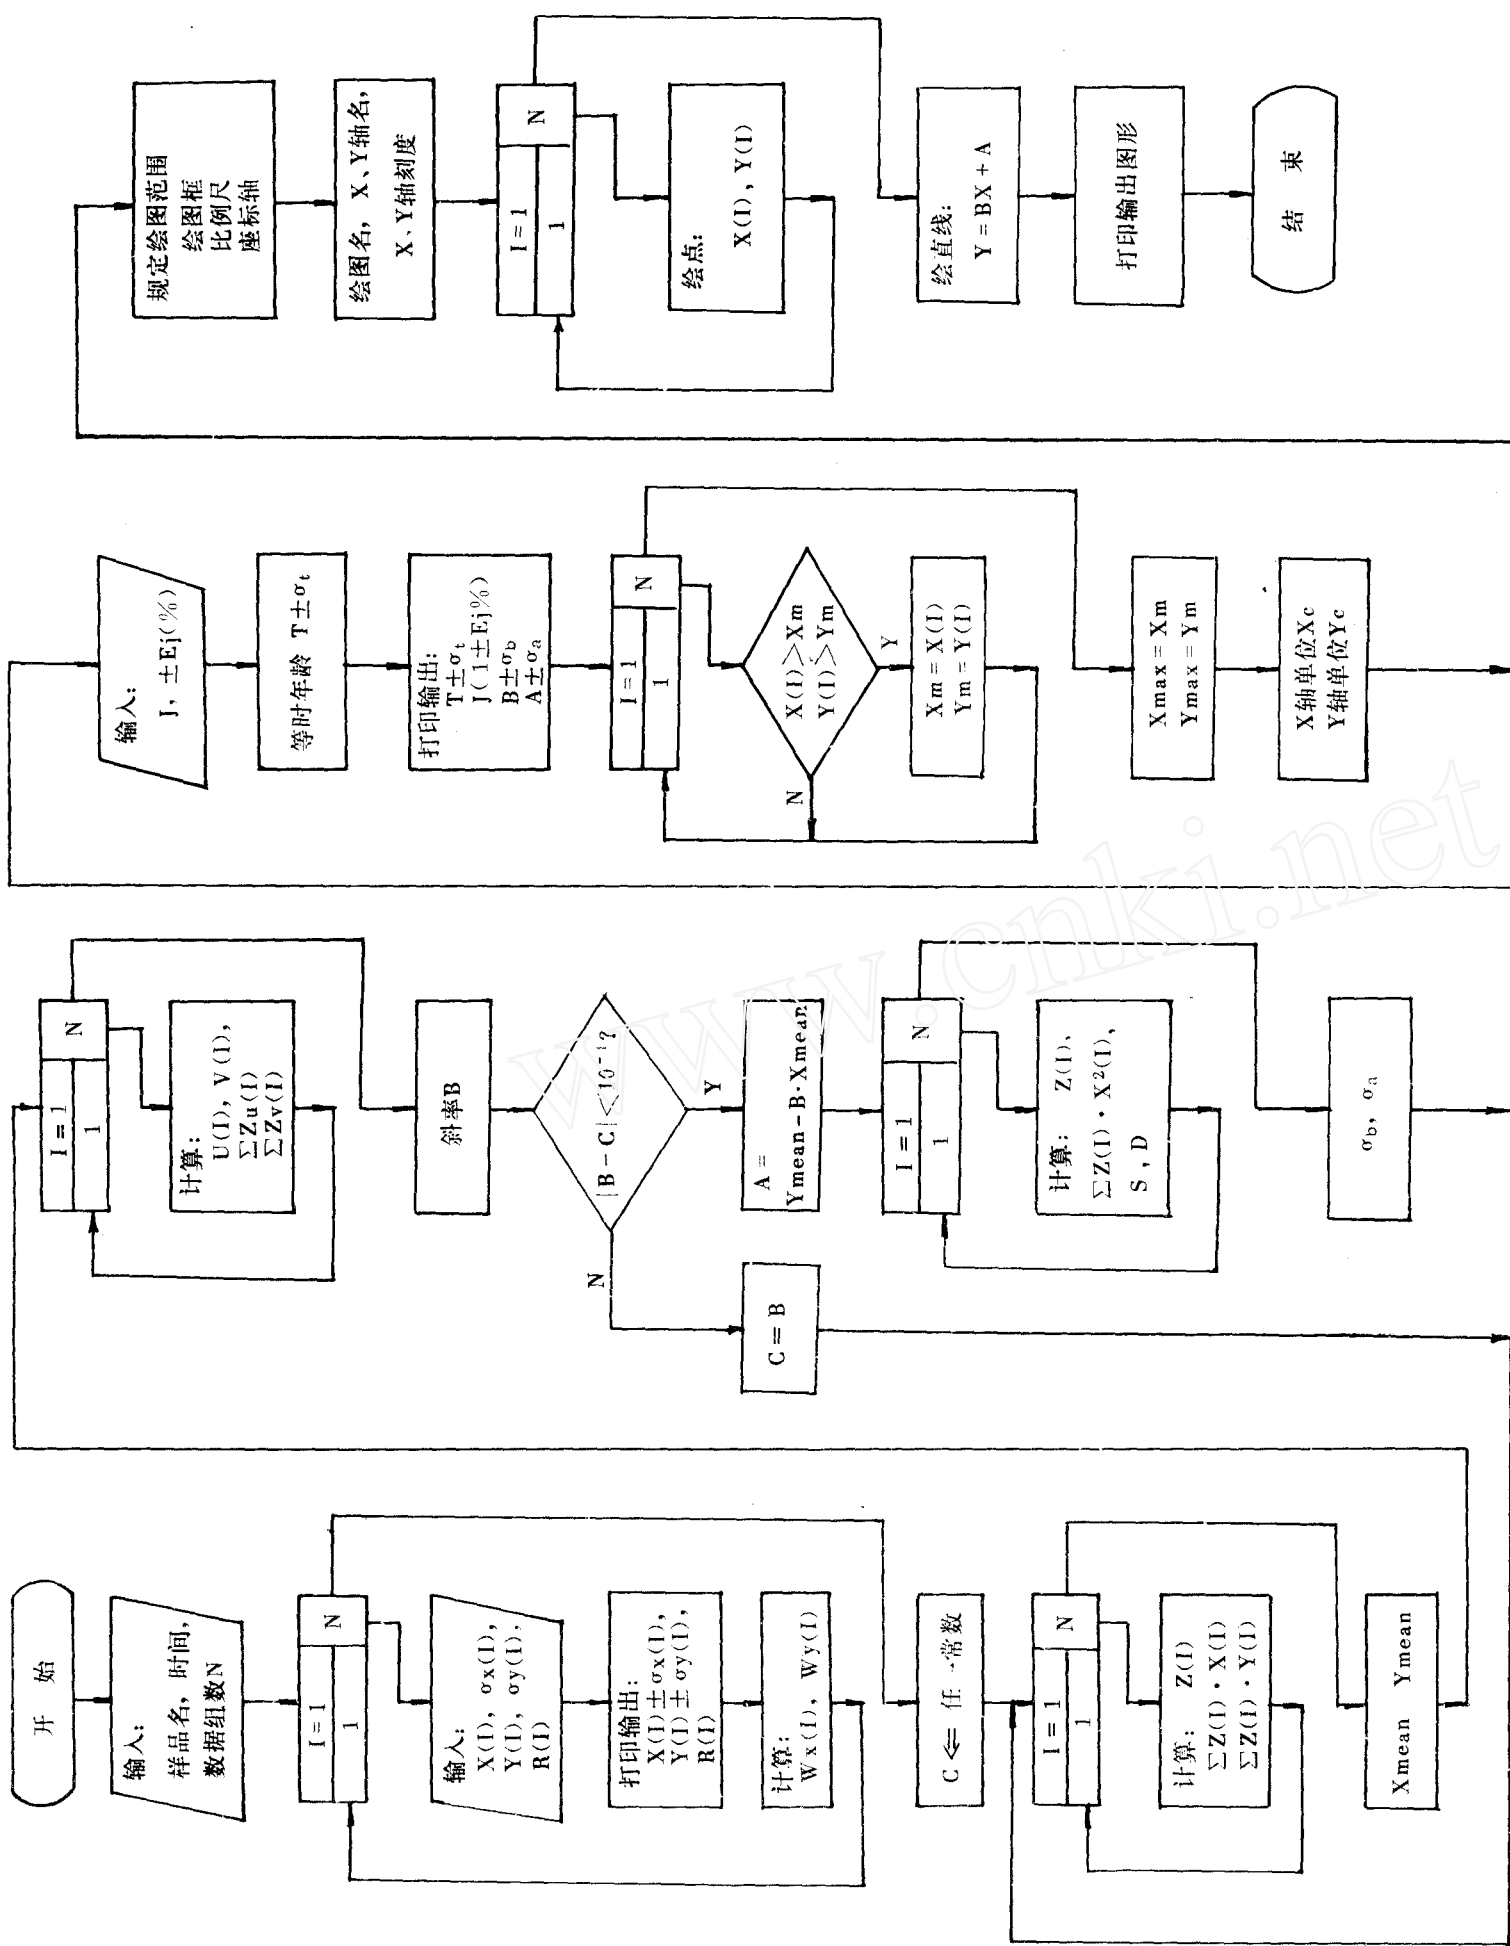 开 始
输入:
样品名, 时间,
数据组数N
I=1
N
1
输入:
X(I), σx(I),
Y(I), σy(I),
R(I)
打印输出:
X(I)±σx(I),
Y(I)±σy(I),
R(I)
计算:
Wx(I), Wy(I)
C⇐任一常数
I=1
N
1
计算: Z(I)
∑Z(I)·X(I)
∑Z(I)·Y(I)
Xmean Ymean
I=1
N
1
计算:
U(I), V(I),
∑Zu(I)
∑Zv(I)
斜率B
N
Y
C=B
A=
Ymean-B·Xmean
I=1
N
1
计算: Z(I),
∑Z(I)·X²(I),
S, D
σb, σa
输入:
J, ±Ej(%)
等时年龄 T±σt
打印输出:
T±σt
J(1±Ej%)
B±σb
A±σa
I=1
N
1
X(I)>Xm
Y(I)>Ym
N
Y
Xm=X(I)
Ym=Y(I)
Xmax=Xm
Ymax=Ym
X轴单位Xc
Y轴单位Yc
规定绘图范围
绘图框
比例尺
座标轴
绘图名, X、Y轴名,
X、Y轴刻度
I=1
N
1
绘点:
X(I), Y(I)
绘直线:
Y=BX+A
打印输出图形
结 束
www.cnki.net